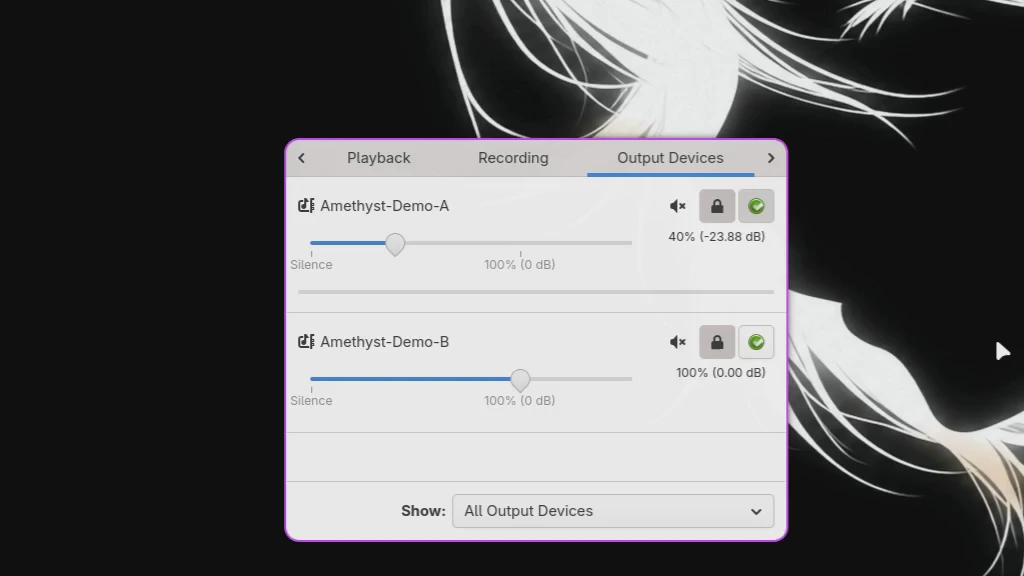 Playback Recording Output Devices
Amethyst-Demo-A
40% (-23.88 dB)
Silence 100% (0 dB)
Amethyst-Demo-B
100% (0.00 dB)
Silence 100% (0 dB)
Show: All Output Devices